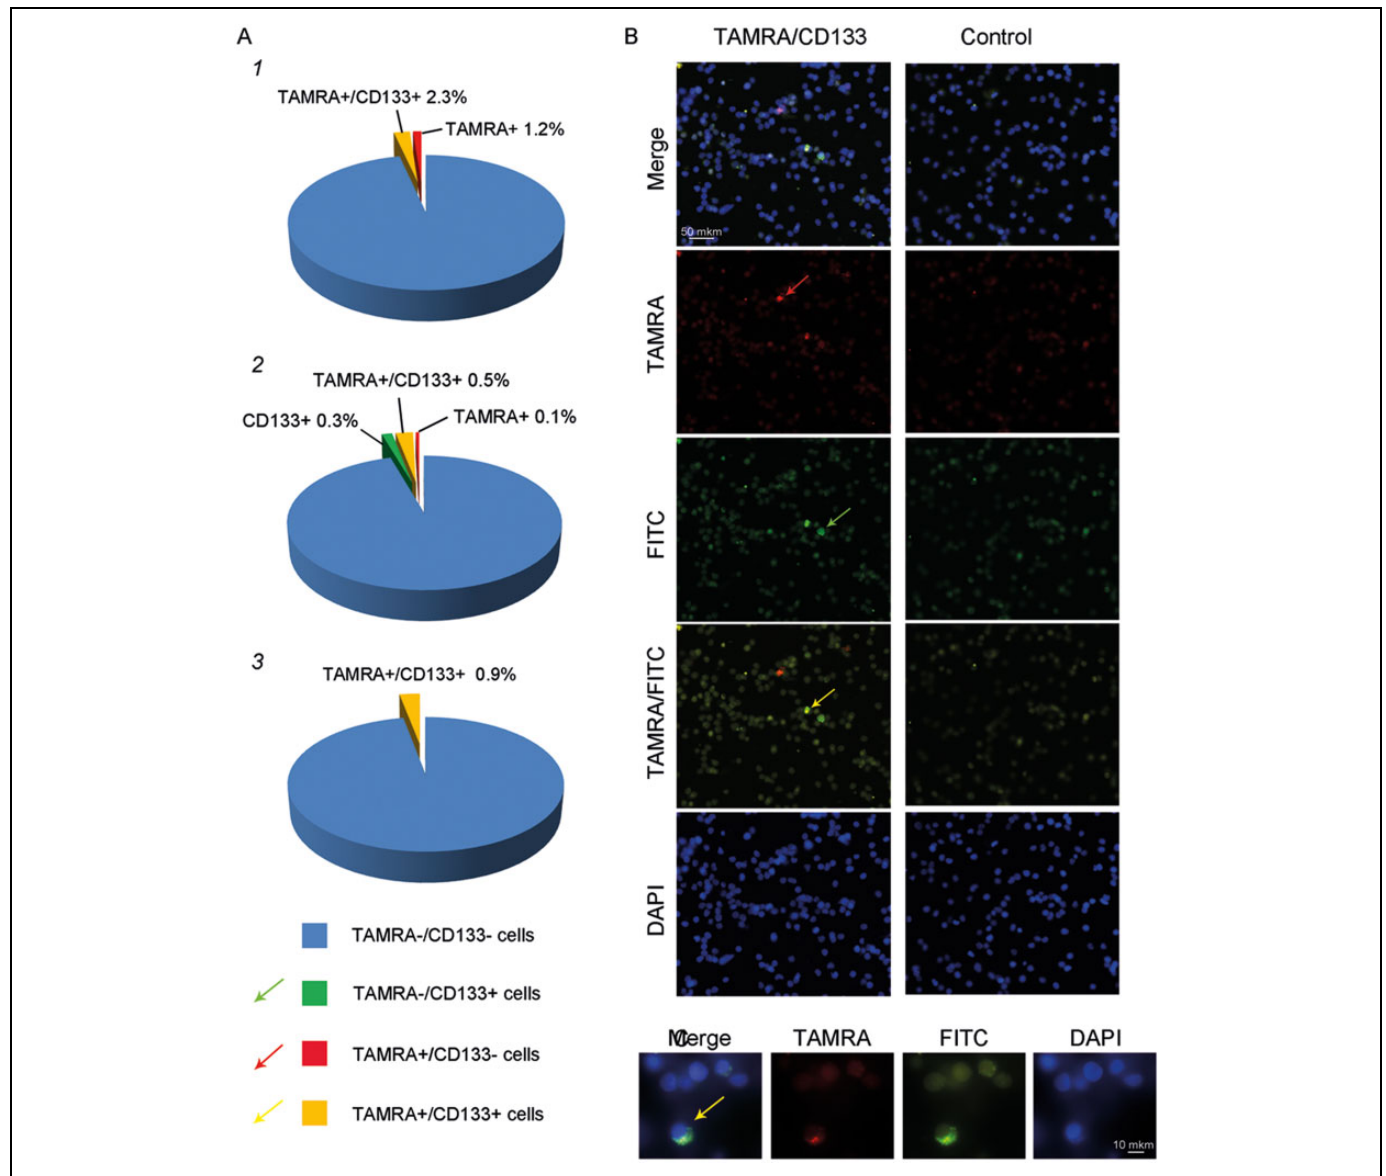 A
1
TAMRA+/CD133+ 2.3%
TAMRA+ 1.2%
2
TAMRA+/CD133+ 0.5%
CD133+ 0.3%
TAMRA+ 0.1%
3
TAMRA+/CD133+ 0.9%
TAMRA-/CD133- cells
TAMRA-/CD133+ cells
TAMRA+/CD133- cells
TAMRA+/CD133+ cells
B
TAMRA/CD133
Control
Merge
50 mkm
TAMRA
FITC
TAMRA/FITC
DAPI
C
Merge
TAMRA
FITC
DAPI
10 mkm